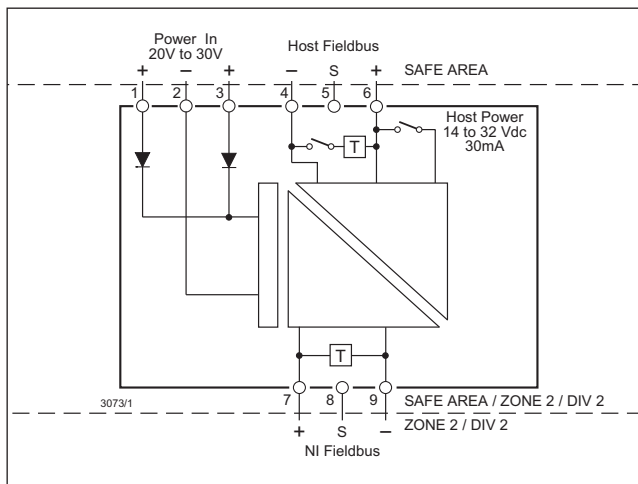 Power In
20V to 30V
Host Fieldbus
+ − + − S + SAFE AREA
1 2 3 4 5 6
Host Power
14 to 32 Vdc
30mA
T
T
3073/1
7 8 9 SAFE AREA / ZONE 2 / DIV 2
+ S − ZONE 2 / DIV 2
NI Fieldbus